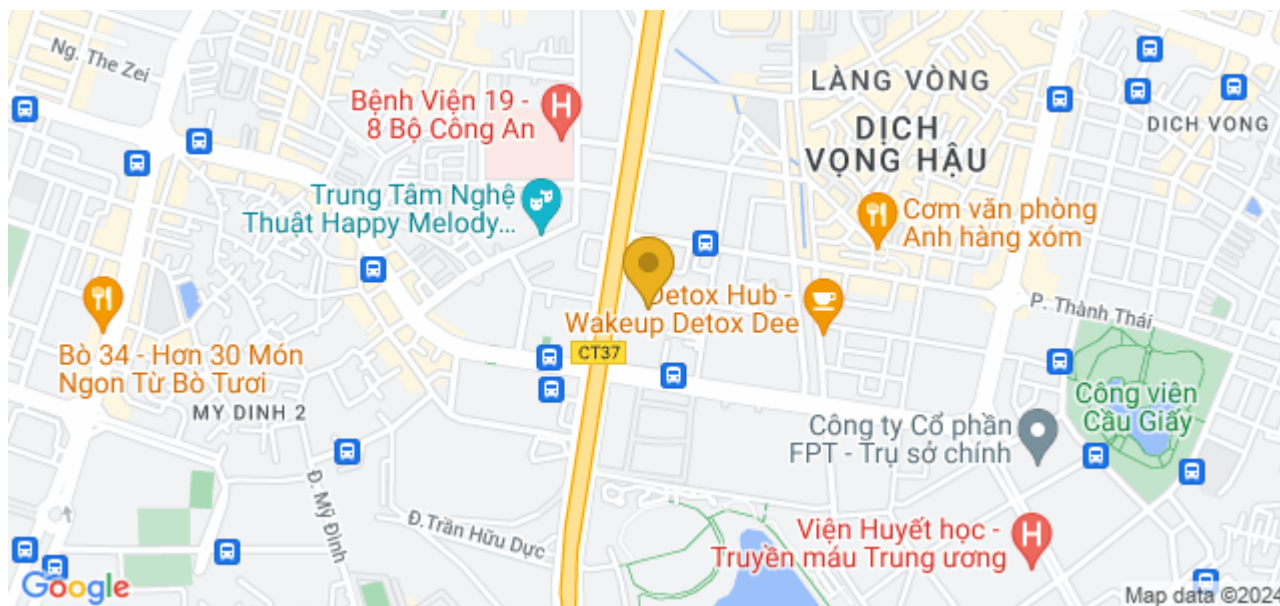 Ng. The Zei
Bệnh Viện 19 -
8 Bộ Công An
LÀNG VÒNG
DỊCH
VỌNG HẬU
DICH VONG
Trung Tâm Nghệ
Thuật Happy Melody...
Cơm văn phòng
Anh hàng xóm
Detox Hub -
Wakeup Detox Dee
P. Thành Thái
CT37
Bò 34 - Hơn 30 Món
Ngon Từ Bò Tươi
MY DINH 2
Công viên
Cầu Giấy
Công ty Cổ phần
FPT - Trụ sở chính
Đ. Mỹ Đình
Đ.Trần Hữu Dực
Viện Huyết học -
Truyền máu Trung ương
Google
Map data ©2024